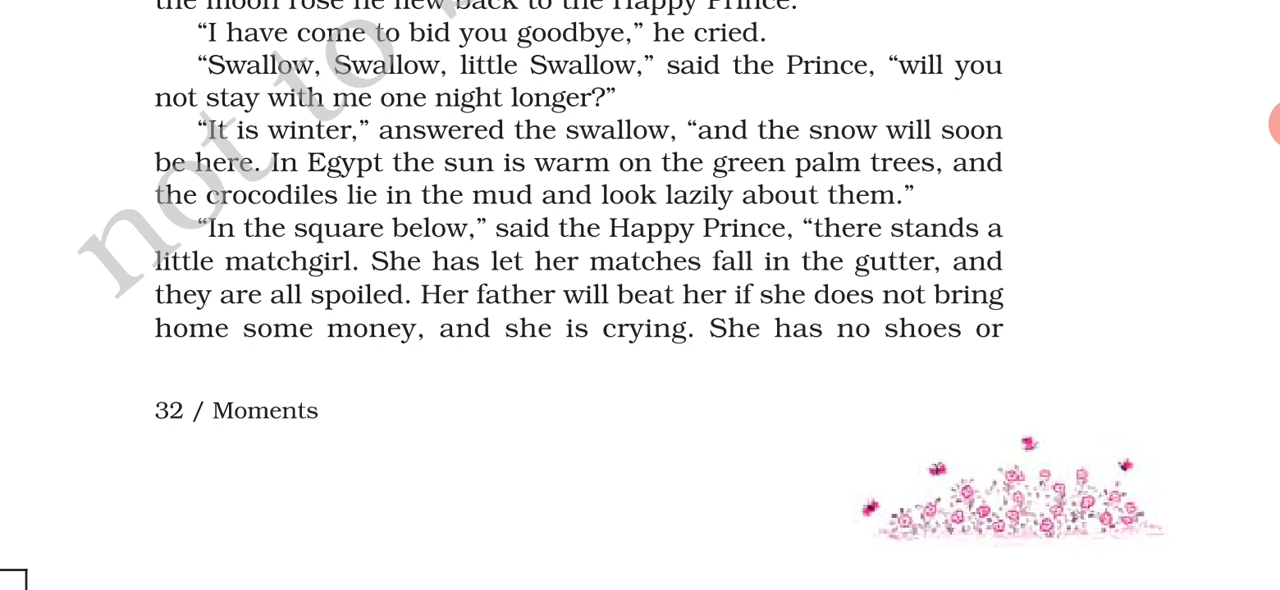 the moon rose he flew back to the Happy Prince.
“I have come to bid you goodbye,” he cried.
“Swallow, Swallow, little Swallow,” said the Prince, “will you
not stay with me one night longer?”
“It is winter,” answered the swallow, “and the snow will soon
be here. In Egypt the sun is warm on the green palm trees, and
the crocodiles lie in the mud and look lazily about them.”
“In the square below,” said the Happy Prince, “there stands a
little matchgirl. She has let her matches fall in the gutter, and
they are all spoiled. Her father will beat her if she does not bring
home some money, and she is crying. She has no shoes or
32 / Moments
not to